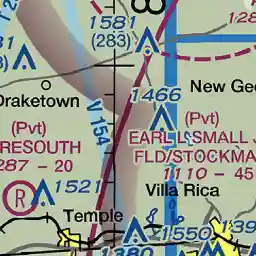 1581
(283)
New Geo
1466
Draketown
V 154
(Pvt)
RESOUTH
287 - 20
(Pvt)
EARL L SMALL J
FLD/STOCKMA
1110 - 45
R
1521
Villa Rica
Temple
1550
1380